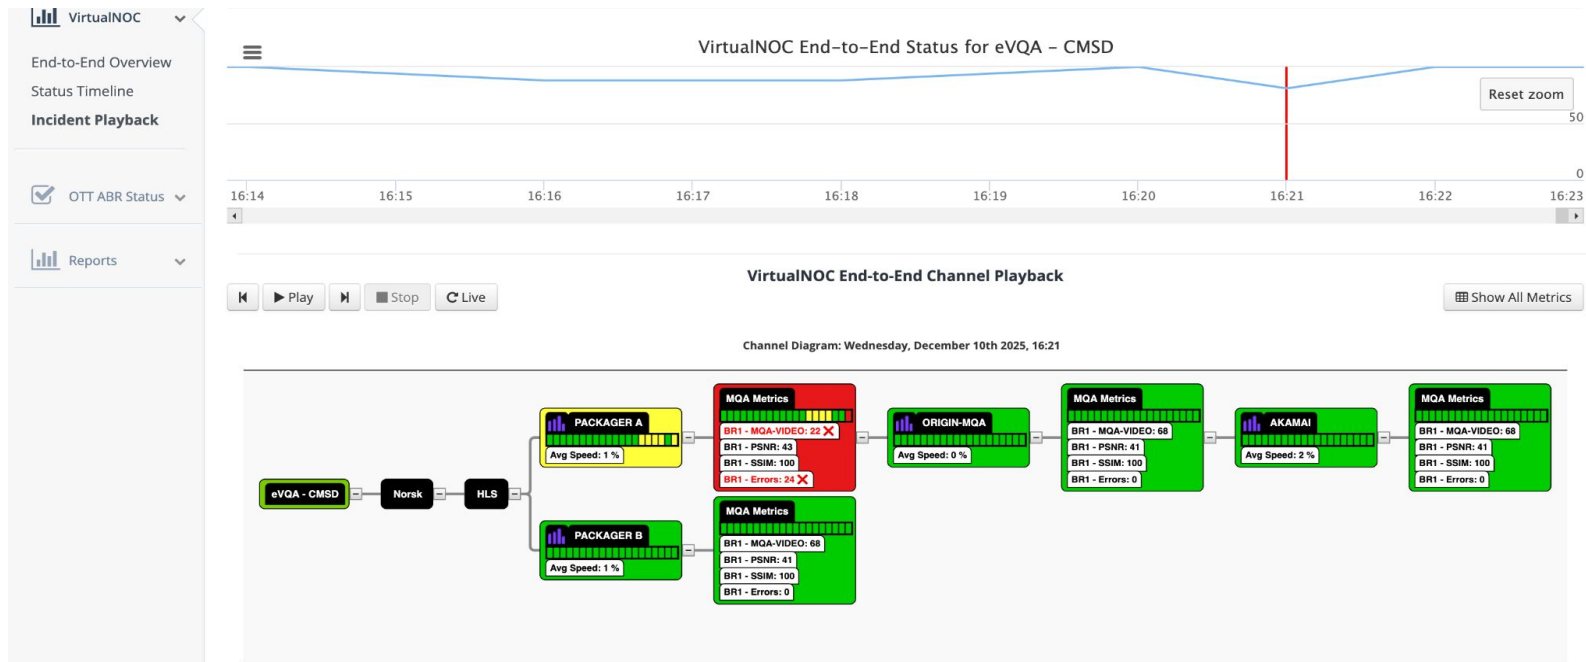 VirtualNOC
End-to-End Overview
Status Timeline
Incident Playback
OTT ABR Status
Reports
VirtualNOC End-to-End Status for eVQA - CMSD
Reset zoom
50
0
16:14 16:15 16:16 16:17 16:18 16:19 16:20 16:21 16:22 16:23
VirtualNOC End-to-End Channel Playback
Play Stop Live Show All Metrics
Channel Diagram: Wednesday, December 10th 2025, 16:21
eVQA - CMSD
Norsk
HLS
PACKAGER A
Avg Speed: 1 %
MQA Metrics
BR1 - MQA-VIDEO: 22
BR1 - PSNR: 43
BR1 - SSIM: 100
BR1 - Errors: 24
ORIGIN-MQA
Avg Speed: 0 %
MQA Metrics
BR1 - MQA-VIDEO: 68
BR1 - PSNR: 41
BR1 - SSIM: 100
BR1 - Errors: 0
AKAMAI
Avg Speed: 2 %
MQA Metrics
BR1 - MQA-VIDEO: 68
BR1 - PSNR: 41
BR1 - SSIM: 100
BR1 - Errors: 0
PACKAGER B
Avg Speed: 1 %
MQA Metrics
BR1 - MQA-VIDEO: 68
BR1 - PSNR: 41
BR1 - SSIM: 100
BR1 - Errors: 0